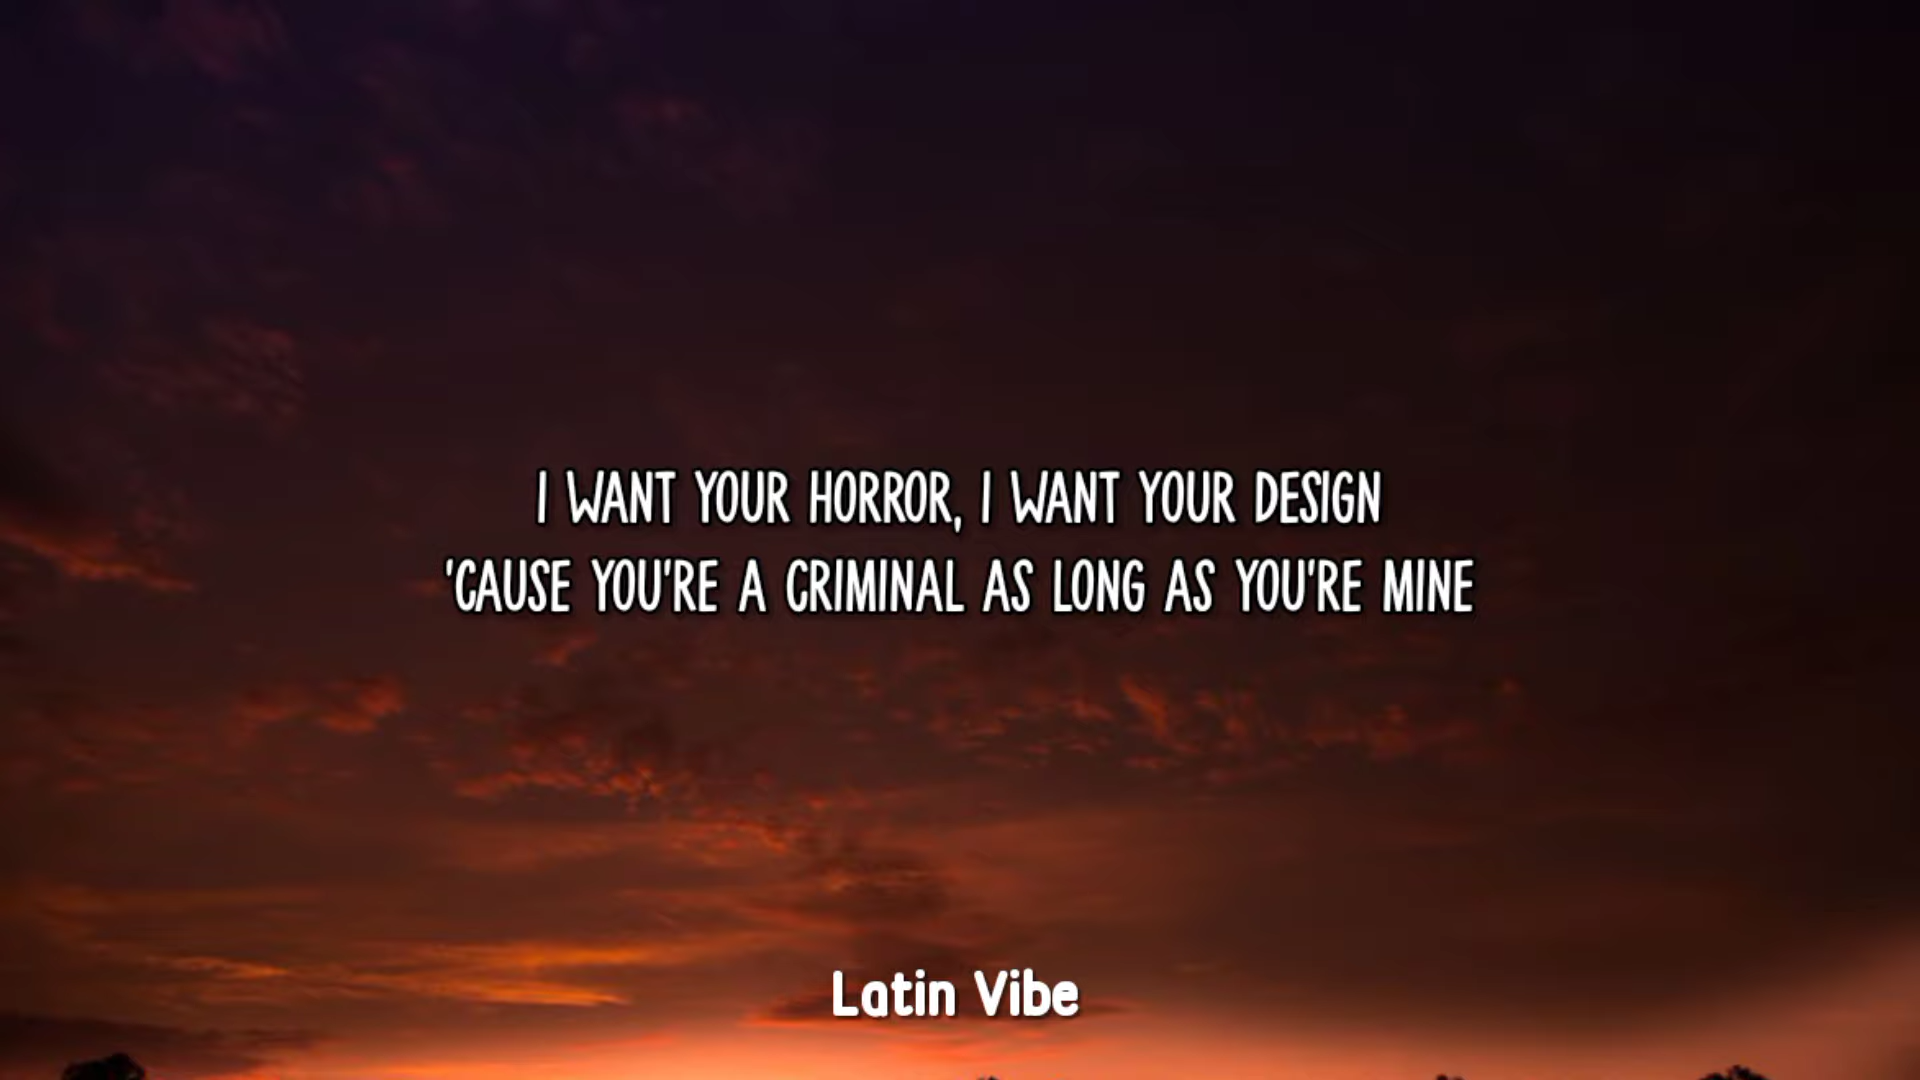 I WANT YOUR HORROR, I WANT YOUR DESIGN
'CAUSE YOU'RE A CRIMINAL AS LONG AS YOU'RE MINE
Latin Vibe